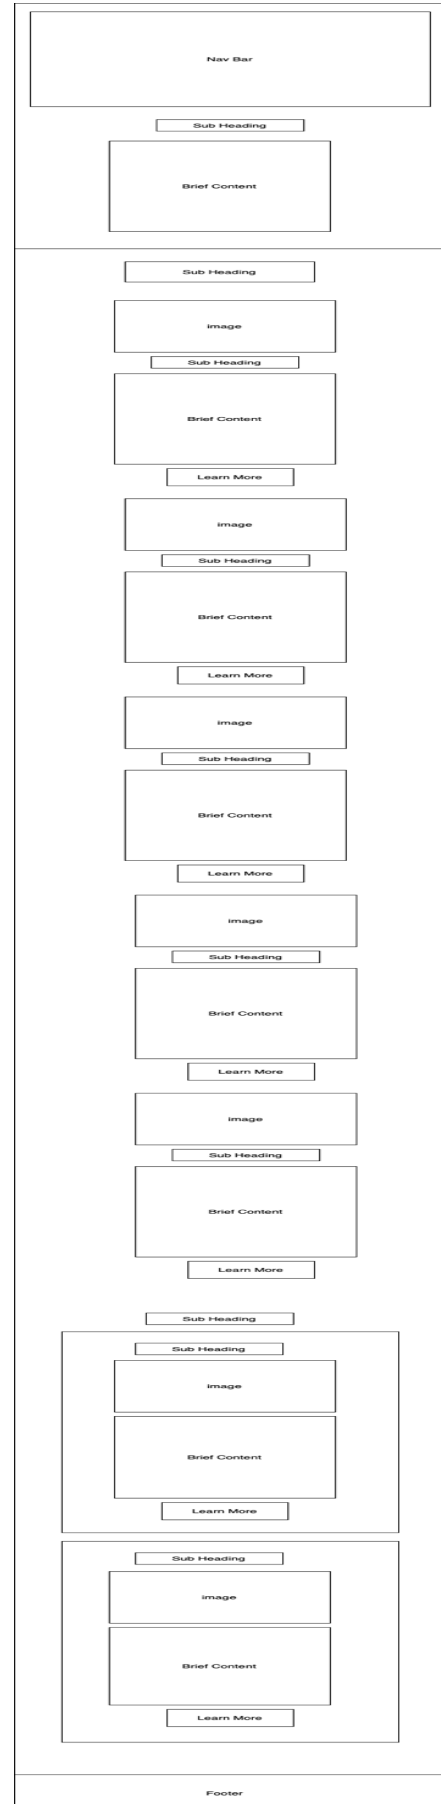 Nav Bar
Sub Heading
Brief Content
Sub Heading
image
Sub Heading
Brief Content
Learn More
image
Sub Heading
Brief Content
Learn More
image
Sub Heading
Brief Content
Learn More
image
Sub Heading
Brief Content
Learn More
image
Sub Heading
Brief Content
Learn More
Sub Heading
Sub Heading
image
Brief Content
Learn More
Sub Heading
image
Brief Content
Learn More
Footer